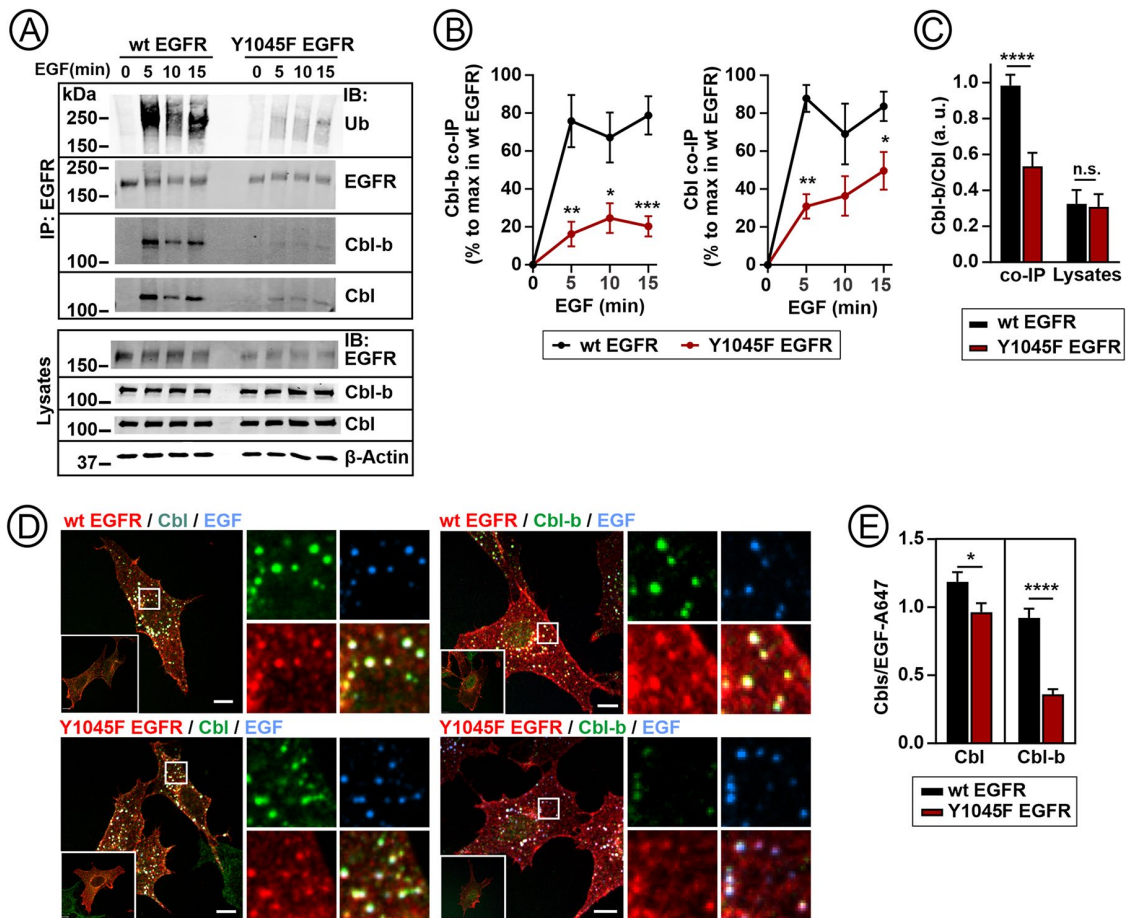 A
wt EGFR Y1045F EGFR
EGF(min) 0 5 10 15 0 5 10 15
kDa
IB:
250
Ub
150
250
EGFR
150
IP: EGFR
Cbl-b
100
Cbl
100
IB:
EGFR
150
Lysates
Cbl-b
100
Cbl
100
β-Actin
37
B
Cbl-b co-IP
(% to max in wt EGFR)
100
80
60
40
20
0
** * ***
0 5 10 15
EGF (min)
Cbl co-IP
(% to max in wt EGFR)
100
80
60
40
20
0
** *
0 5 10 15
EGF (min)
wt EGFR Y1045F EGFR
C
Cbl-b/Cbl (a. u.)
1.0
0.8
0.6
0.4
0.2
0.0
****
n.s.
co-IP Lysates
wt EGFR
Y1045F EGFR
D
wt EGFR / Cbl / EGF
wt EGFR / Cbl-b / EGF
Y1045F EGFR / Cbl / EGF
Y1045F EGFR / Cbl-b / EGF
E
Cbls/EGF-A647
1.5
1.0
0.5
0.0
*
****
Cbl Cbl-b
wt EGFR
Y1045F EGFR